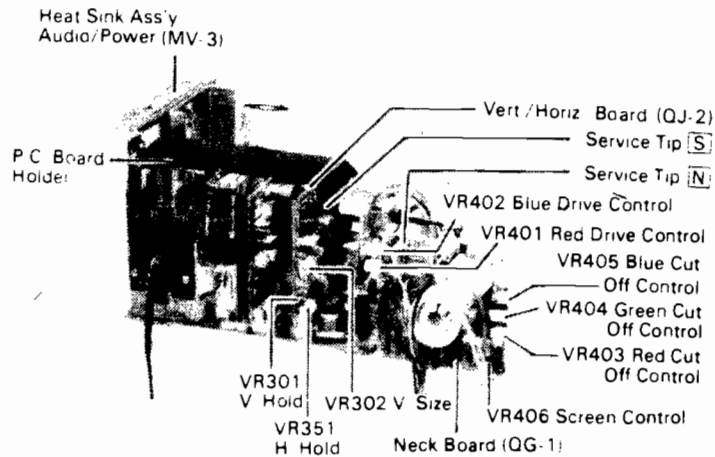 Heat Sink Ass'y
Audio/Power (MV-3)
Vert /Horiz Board (QJ-2)
Service Tip S
P.C. Board
Holder
Service Tip N
VR402 Blue Drive Control
VR401 Red Drive Control
VR405 Blue Cut
Off Control
VR404 Green Cut
Off Control
VR403 Red Cut
Off Control
VR301
V Hold
VR302 V Size
VR406 Screen Control
VR351
H Hold
Neck Board (QG-1)